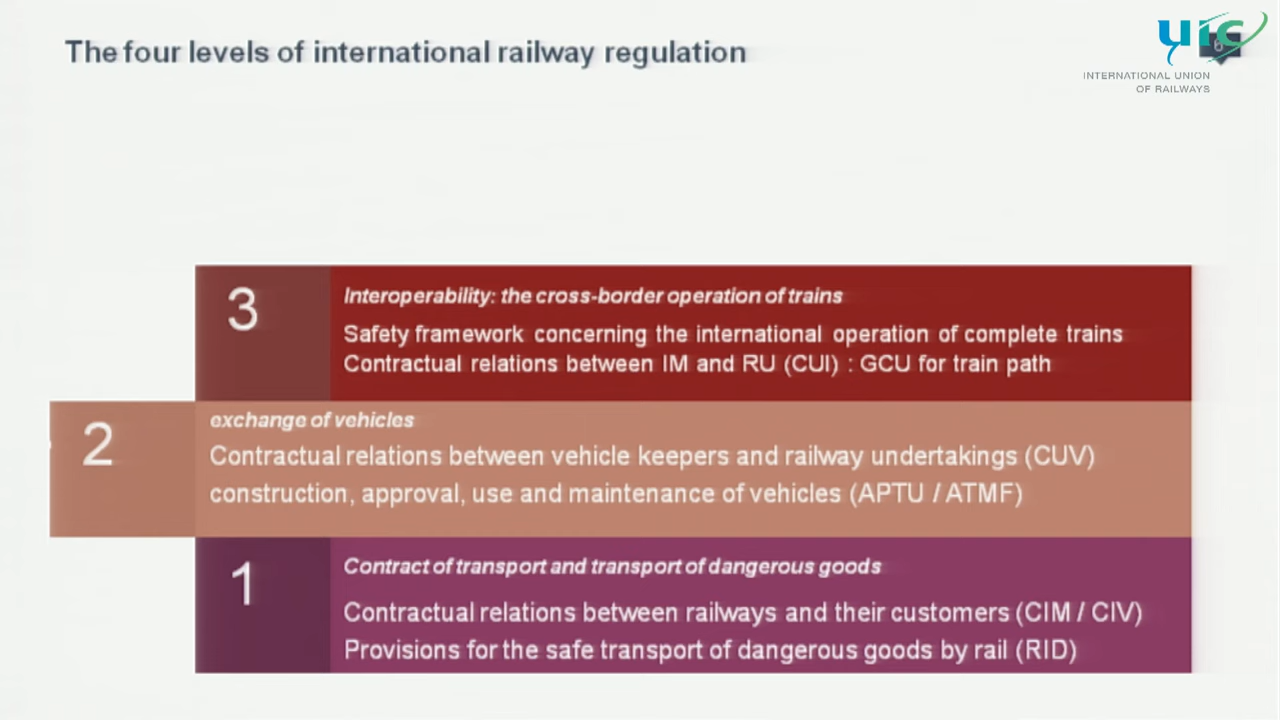 The four levels of international railway regulation
uic
INTERNATIONAL UNION
OF RAILWAYS
3
Interoperability: the cross-border operation of trains
Safety framework concerning the international operation of complete trains
Contractual relations between IM and RU (CUI) : GCU for train path
2
exchange of vehicles
Contractual relations between vehicle keepers and railway undertakings (CUV)
construction, approval, use and maintenance of vehicles (APTU / ATMF)
1
Contract of transport and transport of dangerous goods
Contractual relations between railways and their customers (CIM / CIV)
Provisions for the safe transport of dangerous goods by rail (RID)